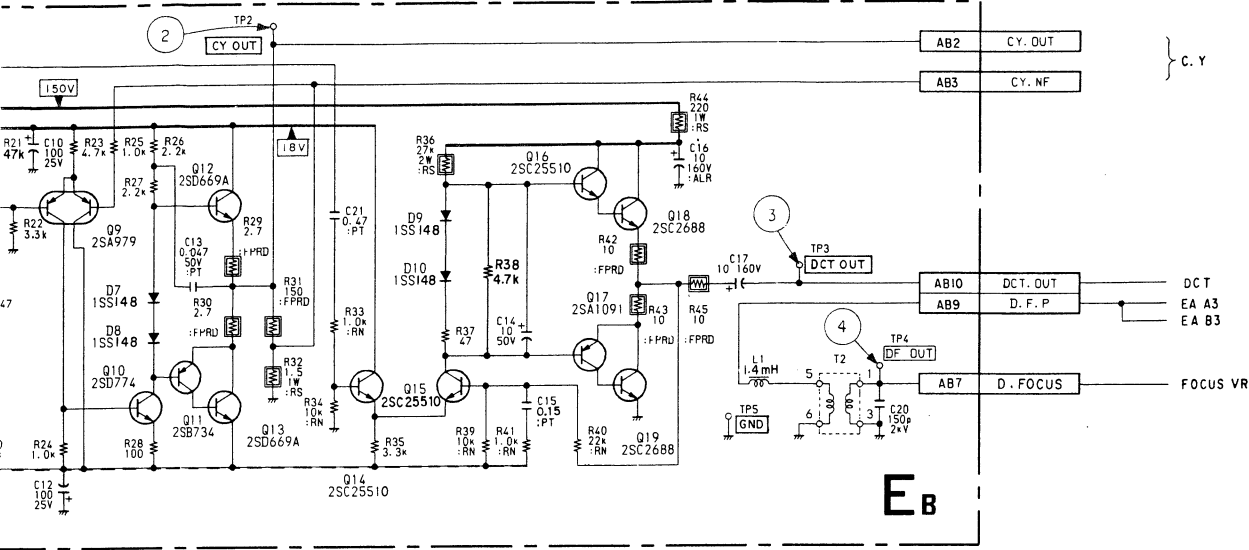 2
TP2
CY OUT
AB2
CY. OUT
C. Y
AB3
CY. NF
150V
R44
220
1W
:RS
R21
47k
C10
100
25V
R23
4.7k
R25
1.0k
R26
2.2k
18V
R36
27k
2W
:RS
Q16
2SC25510
C16
10
160V
:ALR
Q12
2SD669A
R27
2.2k
R22
3.3k
Q9
2SA979
R29
2.7
:FPRD
C21
0.47
:PT
D9
1SS148
Q18
2SC2688
3
C13
0.047
50V
:PT
R42
10
:FPRD
TP3
DCT OUT
C17
10 160V
D10
1SS148
R38
4.7k
R31
150
:FPRD
47
D7
1SS148
R30
2.7
:FPRD
Q17
2SA1091
R43
10
:FPRD
R45
10
:FPRD
AB10
DCT. OUT
DCT
AB9
D. F. P
EA A3
EA B3
R33
1.0k
:RN
C14
10
50V
R37
47
4
TP4
DF OUT
D8
1SS148
L1
1.4mH
T2
5
1
6
3
R32
1.5
1W
:RS
AB7
D. FOCUS
FOCUS VR
Q10
2SD774
Q15
2SC25510
C15
0.15
:PT
C20
150p
2kV
TP5
GND
R34
10k
:RN
Q11
2SB734
Q13
2SD669A
R24
1.0k
R28
100
R35
3.3k
R39
10k
:RN
R41
1.0k
:RN
R40
22k
:RN
Q19
2SC2688
C12
100
25V
Q14
2SC25510
EB